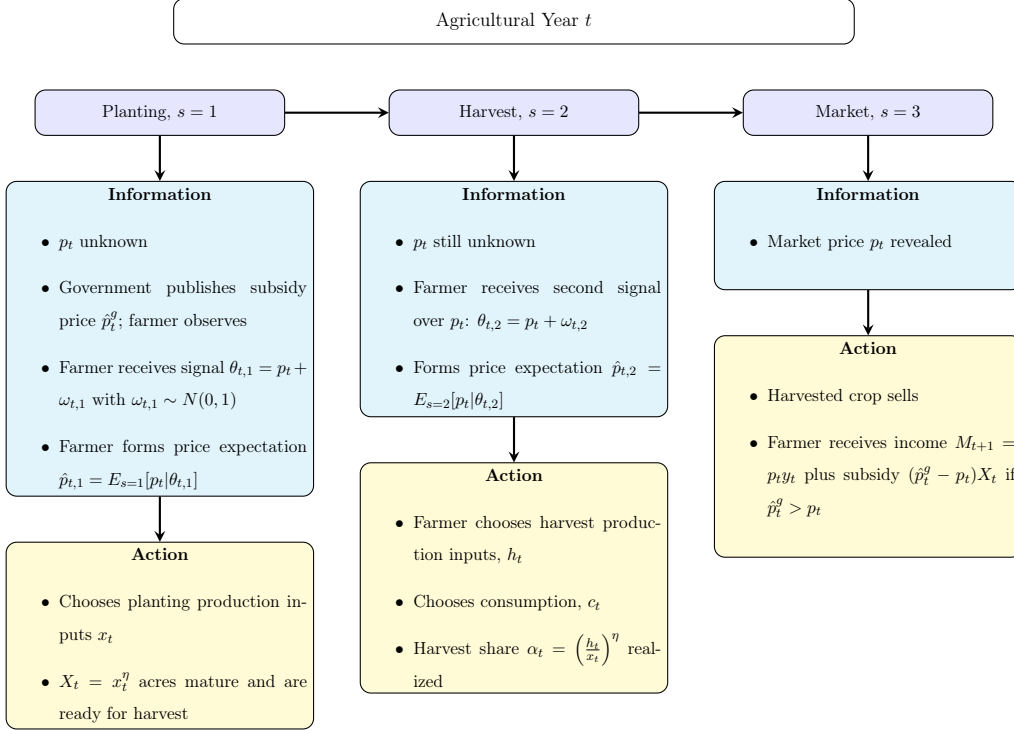 Agricultural Year t
Planting, s = 1
Harvest, s = 2
Market, s = 3
Information
• p_t unknown
• Government publishes subsidy
price p̂_t^g; farmer observes
• Farmer receives signal θ_{t,1} = p_t +
ω_{t,1} with ω_{t,1} ∼ N(0, 1)
• Farmer forms price expectation
p̂_{t,1} = E_{s=1}[p_t|θ_{t,1}]
Action
• Chooses planting production in-
puts x_t
• X_t = x_t^η acres mature and are
ready for harvest
Information
• p_t still unknown
• Farmer receives second signal
over p_t: θ_{t,2} = p_t + ω_{t,2}
• Forms price expectation p̂_{t,2} =
E_{s=2}[p_t|θ_{t,2}]
Action
• Farmer chooses harvest produc-
tion inputs, h_t
• Chooses consumption, c_t
• Harvest share α_t = (h_t/x_t)^η real-
ized
Information
• Market price p_t revealed
Action
• Harvested crop sells
• Farmer receives income M_{t+1} =
p_t y_t plus subsidy (p̂_t^g − p_t)X_t if
p̂_t^g > p_t